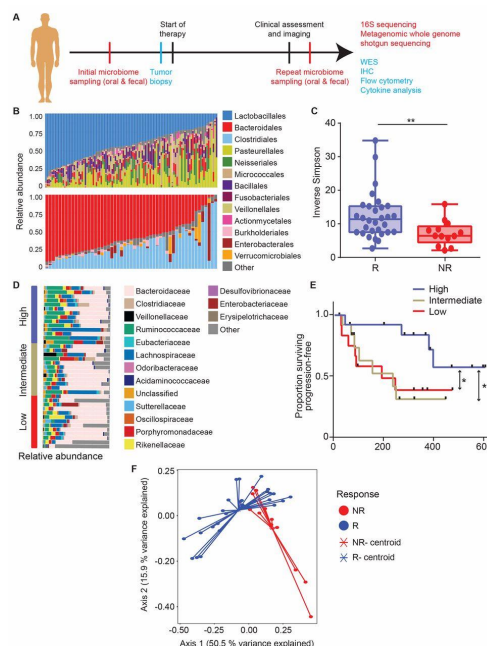 A
Start of
therapy
Clinical assessment
and imaging
Initial microbiome
sampling (oral & fecal)
Tumor
biopsy
Repeat microbiome
sampling (oral & fecal)
16S sequencing
Metagenomic whole genome
shotgun sequencing
WES
IHC
Flow cytometry
Cytokine analysis
B
Relative abundance
1.00
0.75
0.50
0.25
0
1.00
0.75
0.50
0.25
0
Lactobacillales
Bacteroidales
Clostridiales
Pasteurellales
Neisseriales
Micrococcales
Bacillales
Fusobacteriales
Veillonellales
Actionmycetales
Burkholderiales
Enterobacterales
Verrucomicrobiales
Other
C
Inverse Simpson
40
30
20
10
0
**
R
NR
D
High
Intermediate
Low
Relative abundance
Bacteroidaceae
Clostridaceae
Veillonellaceae
Ruminococcaceae
Eubacteriaceae
Lachnospiraceae
Odoribacteraceae
Acidaminococcaceae
Unclassified
Sutterellaceae
Oscillospiraceae
Porphyromonadaceae
Rikenellaceae
Desulfovibrionaceae
Enterobacteriaceae
Erysipelotrichaceae
Other
E
High
Intermediate
Low
Proportion surviving
progression-free
1.0
0.5
0
200
400
600
*
*
F
Axis 2 (15.9 % variance explained)
0.25
0.00
-0.20
-0.40
-0.50
-0.25
0.00
0.25
Axis 1 (50.5 % variance explained)
Response
NR
R
NR- centroid
R- centroid